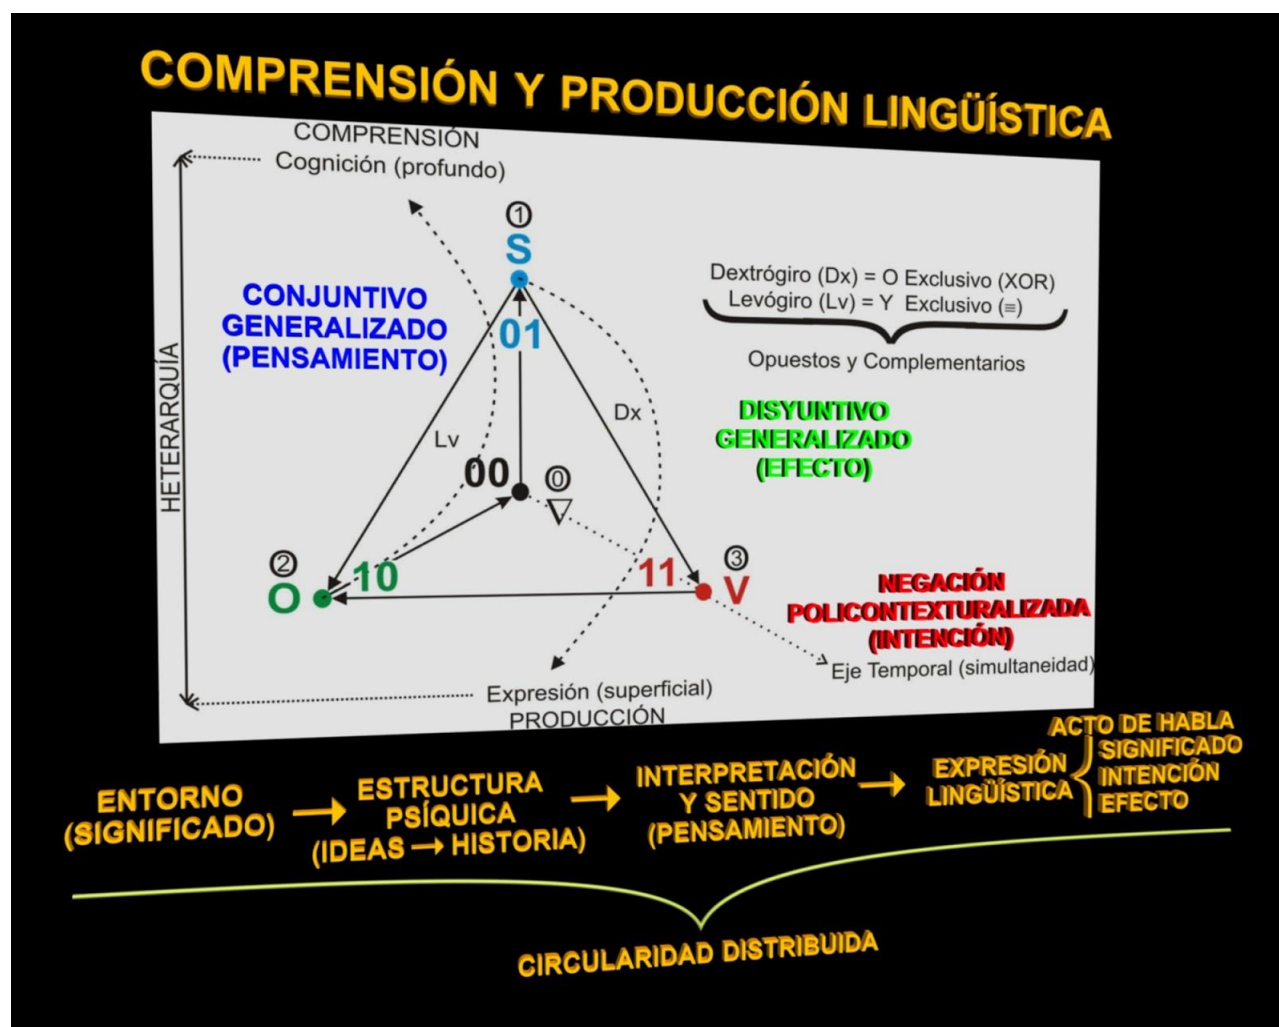 COMPRENSIÓN Y PRODUCCIÓN LINGÜÍSTICA
COMPRENSIÓN
Cognición (profundo)
HETERARQUÍA
CONJUNTIVO
GENERALIZADO
(PENSAMIENTO)
①
S
01
Lv
Dx
00
⓪
▽
②
O
10
11
③
V
Dextrógiro (Dx) = O Exclusivo (XOR)
Levógiro (Lv) = Y Exclusivo (≡)
Opuestos y Complementarios
DISYUNTIVO
GENERALIZADO
(EFECTO)
NEGACIÓN
POLICONTEXTURALIZADA
(INTENCIÓN)
Eje Temporal (simultaneidad)
Expresión (superficial)
PRODUCCIÓN
ENTORNO
(SIGNIFICADO)
→
ESTRUCTURA
PSÍQUICA
(IDEAS → HISTORIA)
→
INTERPRETACIÓN
Y SENTIDO
(PENSAMIENTO)
→
EXPRESIÓN
LINGÜÍSTICA
ACTO DE HABLA
SIGNIFICADO
INTENCIÓN
EFECTO
CIRCULARIDAD DISTRIBUIDA